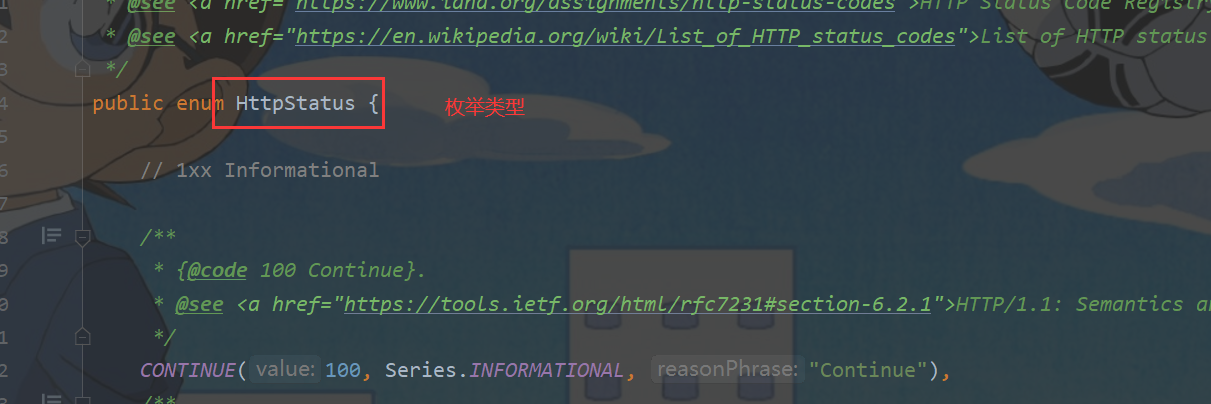 * @see <a href="https://www.iana.org/assignments/http-status-codes">HTTP Status Code Registry
* @see <a href="https://en.wikipedia.org/wiki/List_of_HTTP_status_codes">List of HTTP status
*/
public enum HttpStatus { 枚举类型
// 1xx Informational
/**
* {@code 100 Continue}.
* @see <a href="https://tools.ietf.org/html/rfc7231#section-6.2.1">HTTP/1.1: Semantics an
*/
CONTINUE( value: 100, Series.INFORMATIONAL, reasonPhrase: "Continue"),
/**